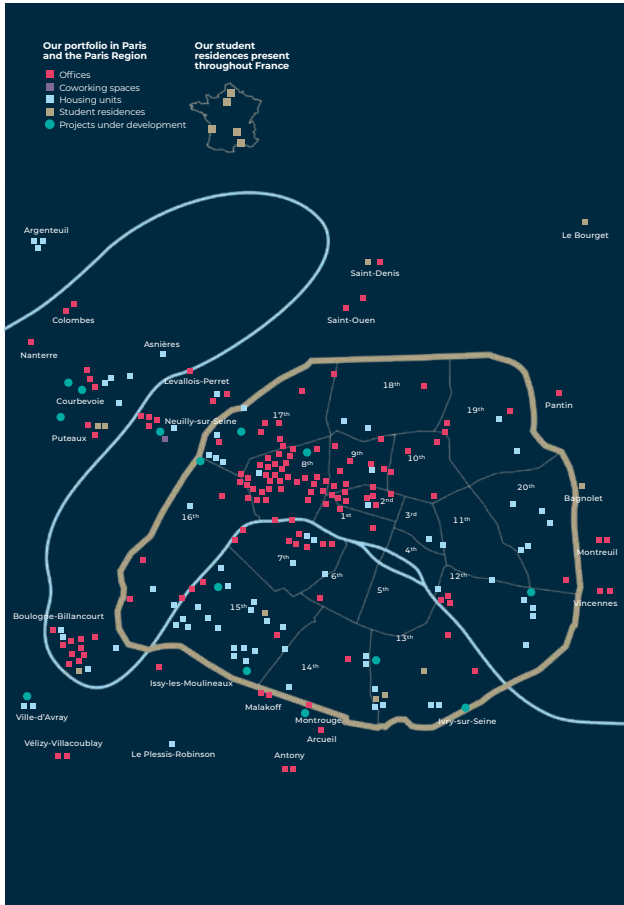 Our portfolio in Paris
and the Paris Region
Offices
Coworking spaces
Housing units
Student residences
Projects under development
Our student
residences present
throughout France
Argenteuil
Le Bourget
Saint-Denis
Colombes
Saint-Ouen
Nanterre
Asnières
Levallois-Perret
18th
Courbevoie
Pantin
19th
17th
Neuilly-sur-Seine
Puteaux
9th
10th
8th
20th
Bagnolet
2nd
16th
1st
3rd
11th
4th
Montreuil
7th
6th
12th
5th
Vincennes
15th
Boulogne-Billancourt
13th
14th
Issy-les-Moulineaux
Malakoff
Ville-d'Avray
Montrouge
Ivry-sur-Seine
Arcueil
Vélizy-Villacoublay
Le Plessis-Robinson
Antony